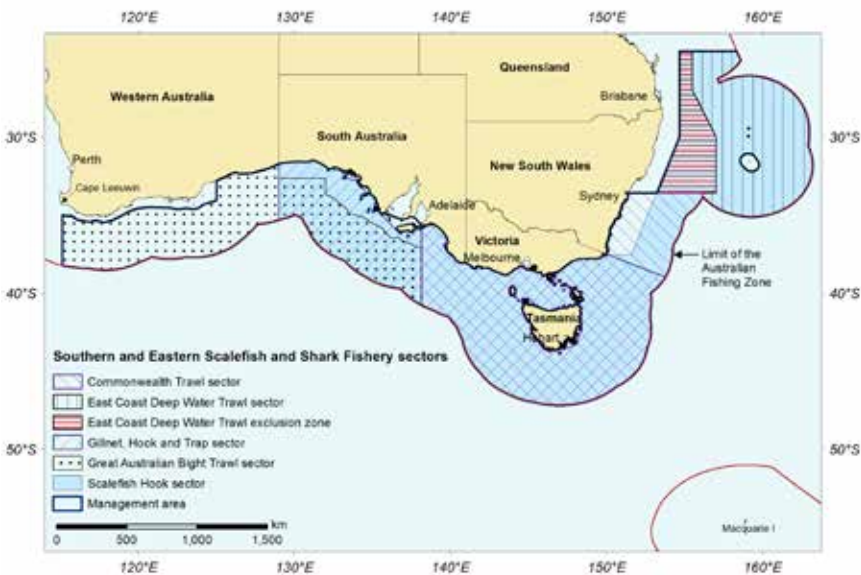 120°E 130°E 140°E 150°E 160°E
Queensland
Western Australia
Brisbane
30°S 30°S
South Australia
Perth
New South Wales
Cape Leeuwin
Sydney
Adelaide
Victoria
Melbourne
Limit of the
Australian
Fishing Zone
40°S 40°S
Tasmania
Hobart
Southern and Eastern Scalefish and Shark Fishery sectors
Commonwealth Trawl sector
East Coast Deep Water Trawl sector
East Coast Deep Water Trawl exclusion zone
Gillnet, Hook and Trap sector
50°S 50°S
Great Australian Bight Trawl sector
Scalefish Hook sector
Management area
km
0 500 1,000 1,500
Macquarie I
120°E 130°E 140°E 150°E 160°E